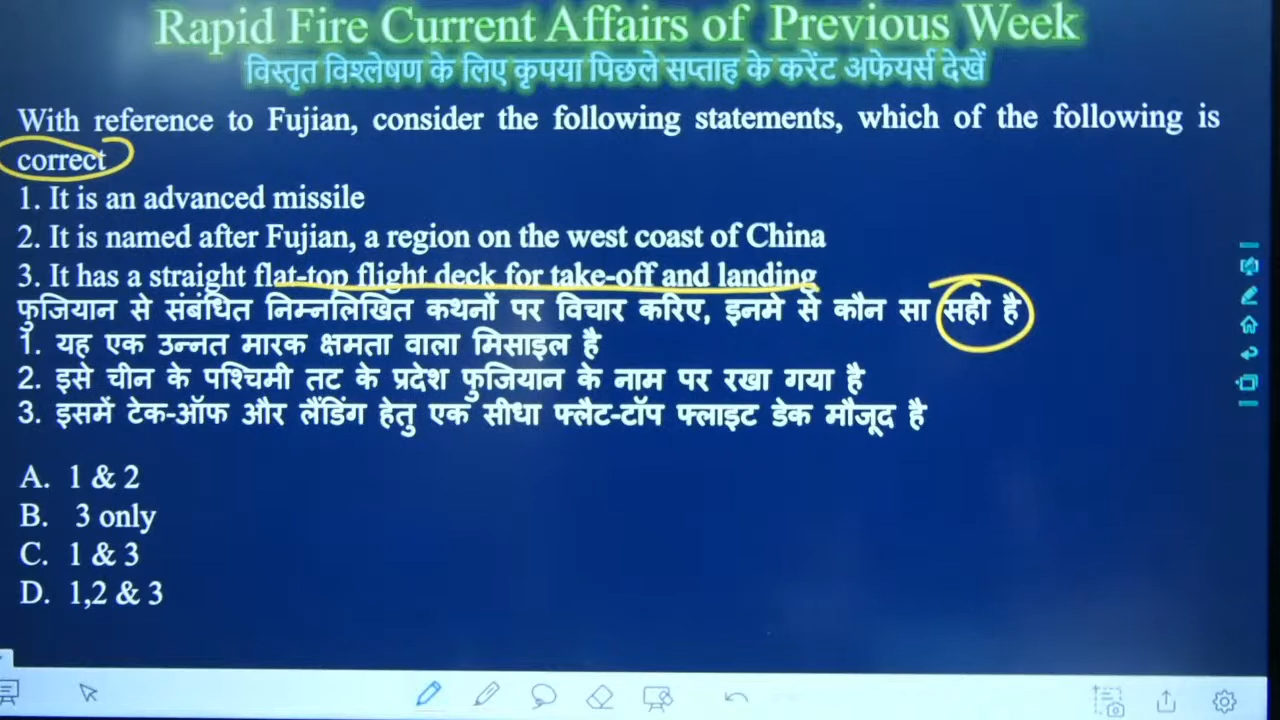 Rapid Fire Current Affairs of Previous Week
विस्तृत विश्लेषण के लिए कृपया पिछले सप्ताह के करेंट अफेयर्स देखें
With reference to Fujian, consider the following statements, which of the following is
correct
1. It is an advanced missile
2. It is named after Fujian, a region on the west coast of China
3. It has a straight flat-top flight deck for take-off and landing
फुजियान से संबंधित निम्नलिखित कथनों पर विचार करिए, इनमे से कौन सा सही है
1. यह एक उन्नत मारक क्षमता वाला मिसाइल है
2. इसे चीन के पश्चिमी तट के प्रदेश फुजियान के नाम पर रखा गया है
3. इसमें टेक-ऑफ और लैंडिंग हेतु एक सीधा फ्लैट-टॉप फ्लाइट डेक मौजूद है
A. 1 & 2
B. 3 only
C. 1 & 3
D. 1,2 & 3